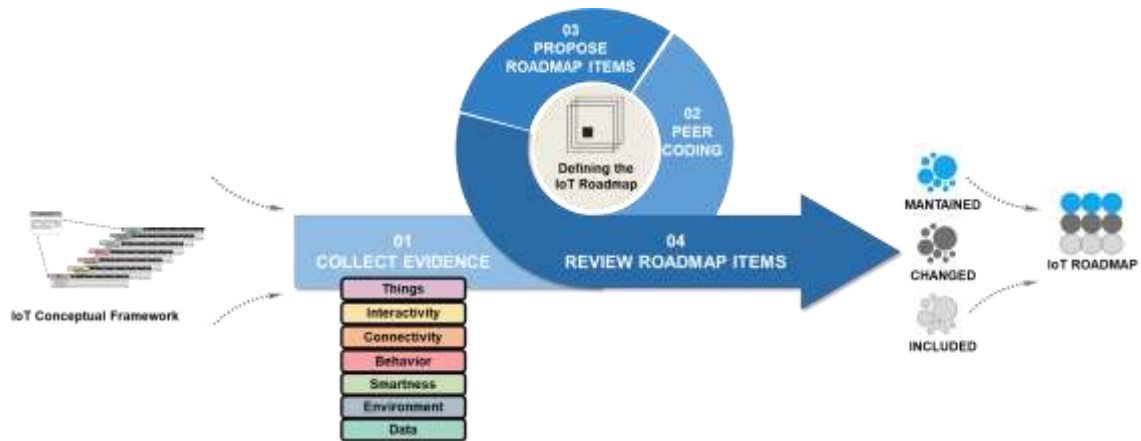 03
PROPOSE
ROADMAP ITEMS
02
PEER
CODING
Defining the
IoT Roadmap
01
COLLECT EVIDENCE
04
REVIEW ROADMAP ITEMS
Things
Interactivity
Connectivity
Behavior
Smartness
Environment
Data
IoT Conceptual Framework
MANTAINED
CHANGED
INCLUDED
IoT ROADMAP